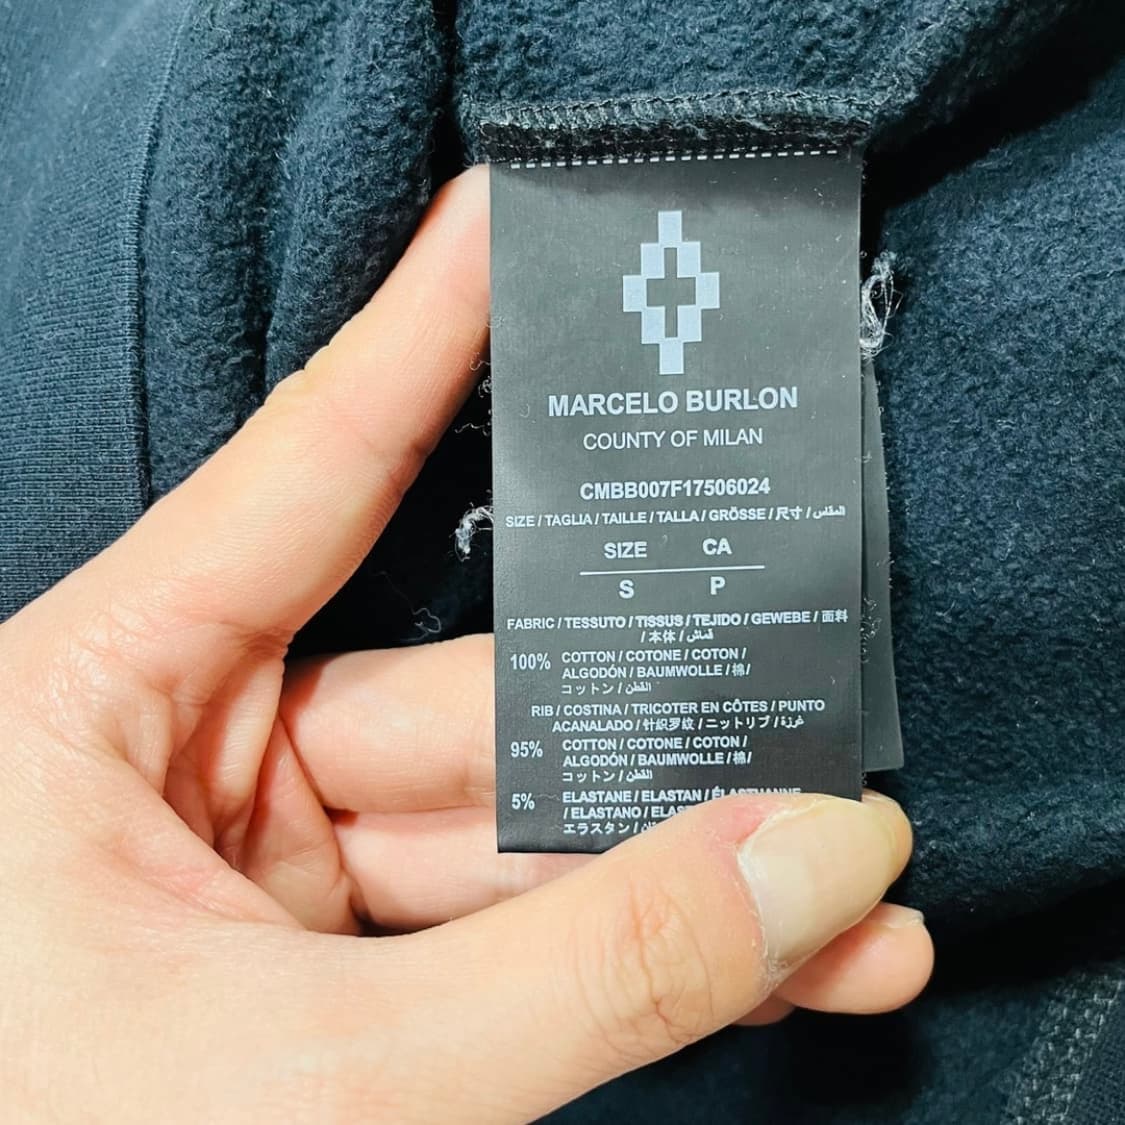 MARCELO BURLON
COUNTY OF MILAN
CMBB007F17506024
SIZE / TAGLIA / TAILLE / TALLA / GRÖSSE / 尺寸 / المقاس
SIZE CA
S P
FABRIC / TESSUTO / TISSUS / TEJIDO / GEWEBE / 面料
/ 本体 / قماش
100% COTTON / COTONE / COTON /
ALGODÓN / BAUMWOLLE / 棉/
コットン / القطن
RIB / COSTINA / TRICOTER EN CÔTES / PUNTO
ACANALADO / 针织罗纹 / ニットリブ / غرزة
95% COTTON / COTONE / COTON /
ALGODÓN / BAUMWOLLE / 棉/
コットン / القطن
5% ELASTANE / ELASTAN / ÉLASTHANNE
/ ELASTANO /
エラスタン /